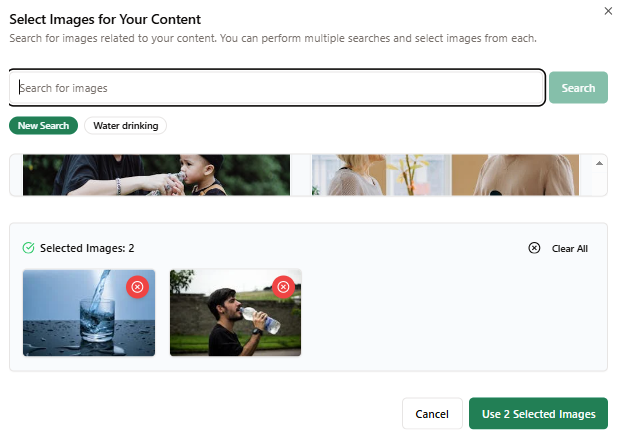 Select Images for Your Content
Search for images related to your content. You can perform multiple searches and select images from each.
Search for images
Search
New Search
Water drinking
Selected Images: 2
Clear All
Cancel
Use 2 Selected Images